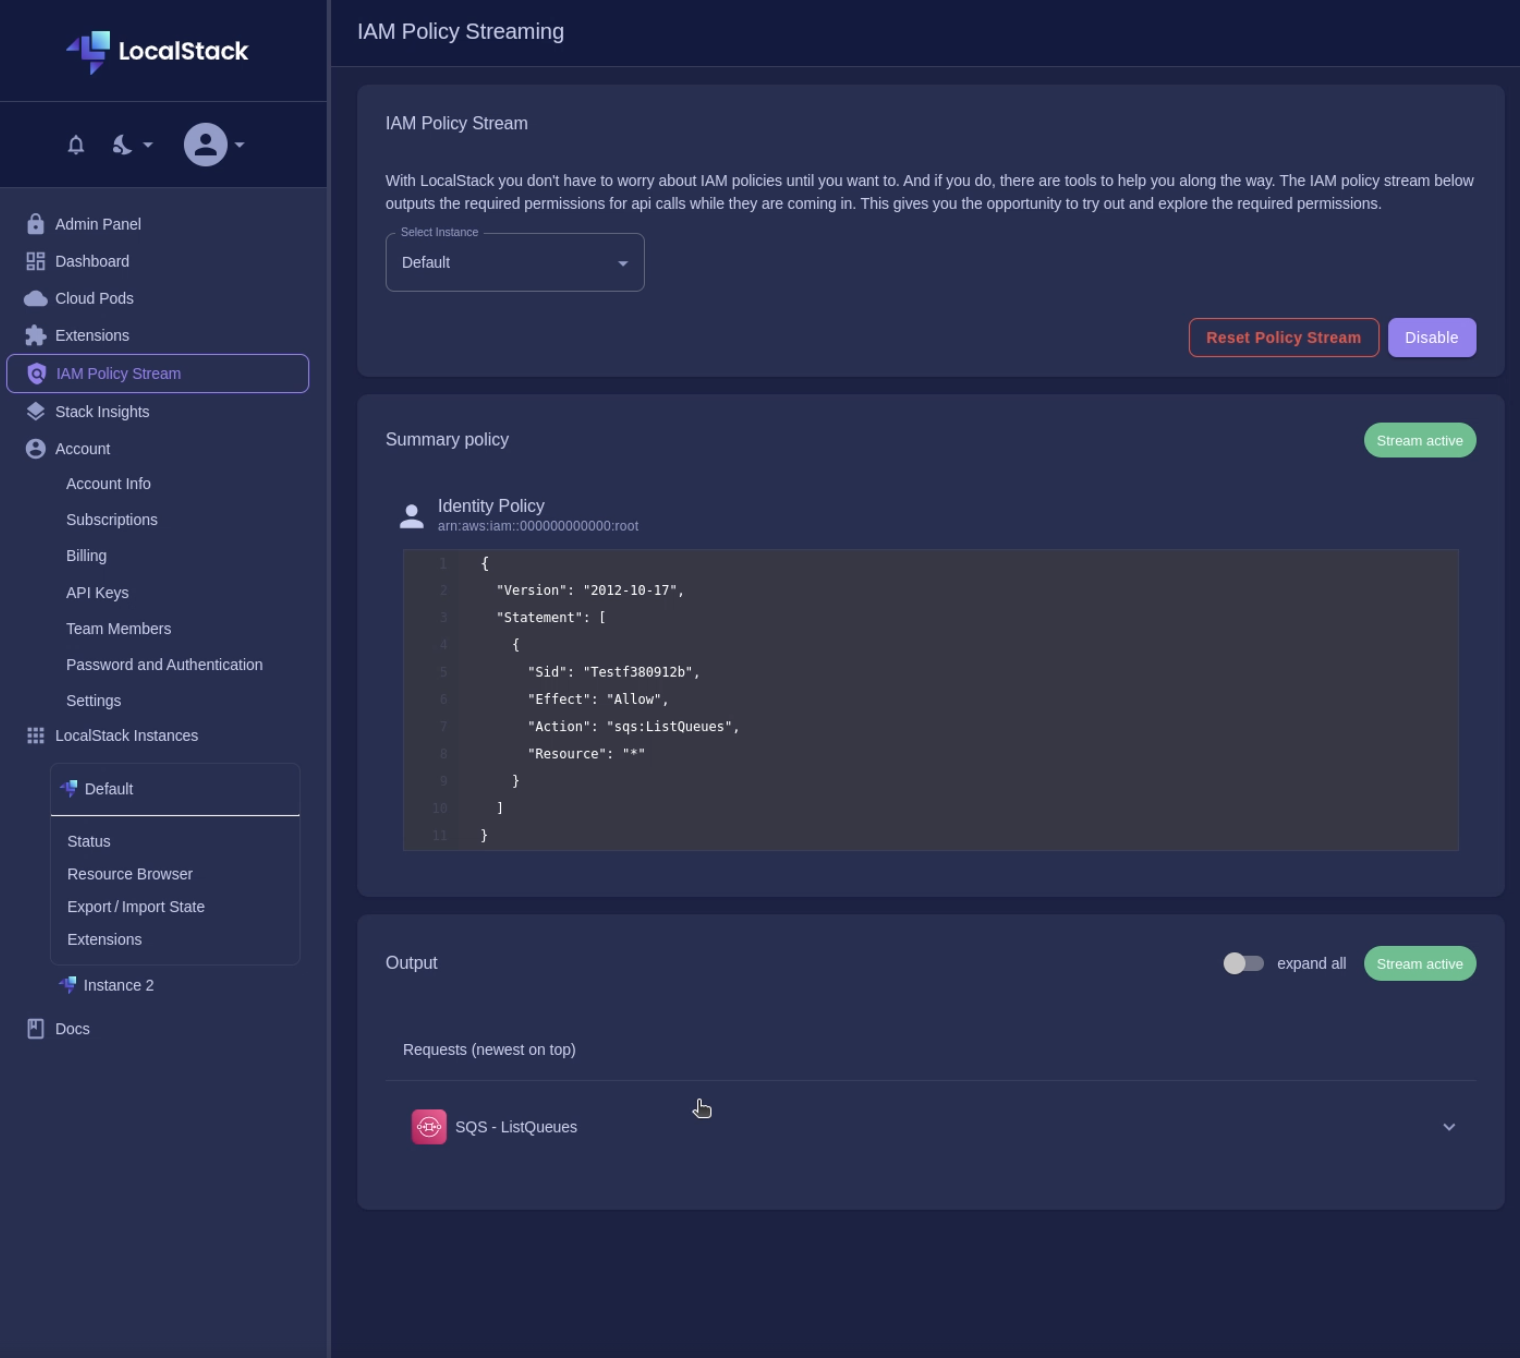 LocalStack
IAM Policy Streaming
Admin Panel
Dashboard
Cloud Pods
Extensions
IAM Policy Stream
Stack Insights
Account
Account Info
Subscriptions
Billing
API Keys
Team Members
Password and Authentication
Settings
LocalStack Instances
Default
Status
Resource Browser
Export / Import State
Extensions
Instance 2
Docs
IAM Policy Stream
With LocalStack you don't have to worry about IAM policies until you want to. And if you do, there are tools to help you along the way. The IAM policy stream below
outputs the required permissions for api calls while they are coming in. This gives you the opportunity to try out and explore the required permissions.
Select Instance
Default
Reset Policy Stream
Disable
Summary policy
Stream active
Identity Policy
arn:aws:iam::000000000000:root
1 {
2 "Version": "2012-10-17",
3 "Statement": [
4 {
5 "Sid": "Testf380912b",
6 "Effect": "Allow",
7 "Action": "sqs:ListQueues",
8 "Resource": "*"
9 }
10 ]
11 }
Output
expand all
Stream active
Requests (newest on top)
SQS - ListQueues